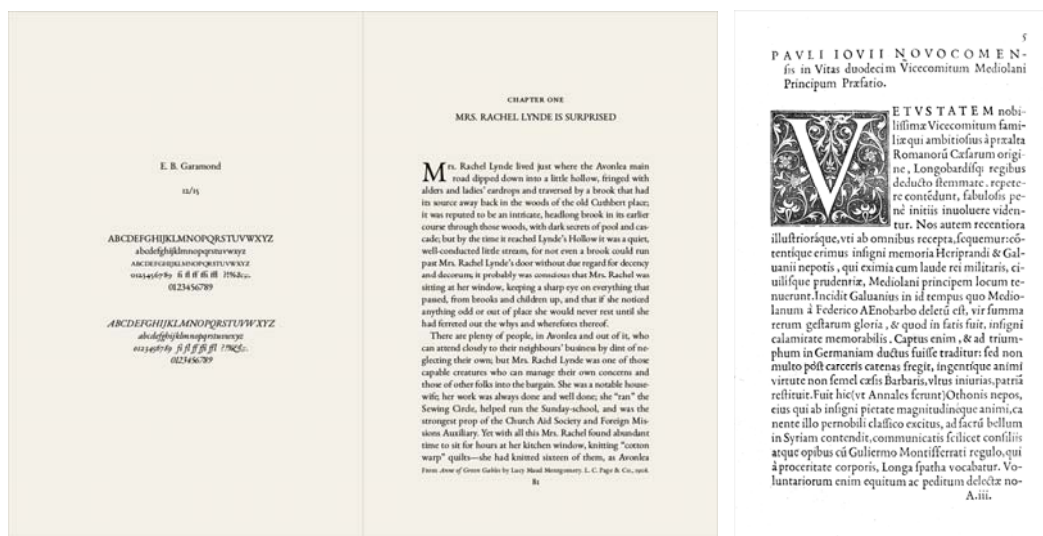 E. B. Garamond
12/15
ABCDEFGHIJKLMNOPQRSTUVWXYZ
abcdefghijklmnopqrstuvwxyz
ABCDEFGHIJKLMNOPQRSTUVWXYZ
0123456789 fi fl ff ffi ffl !?%&;:,.
0123456789
ABCDEFGHIJKLMNOPQRSTUVWXYZ
abcdefghijklmnopqrstuvwxyz
0123456789 fi fl ff ffi ffl !?%&;:,.
0123456789
CHAPTER ONE
MRS. RACHEL LYNDE IS SURPRISED
Mrs. Rachel Lynde lived just where the Avonlea main
road dipped down into a little hollow, fringed with
alders and ladies' eardrops and traversed by a brook that had
its source away back in the woods of the old Cuthbert place;
it was reputed to be an intricate, headlong brook in its earlier
course through those woods, with dark secrets of pool and cas-
cade; but by the time it reached Lynde's Hollow it was a quiet,
well-conducted little stream, for not even a brook could run
past Mrs. Rachel Lynde's door without due regard for decency
and decorum; it probably was conscious that Mrs. Rachel was
sitting at her window, keeping a sharp eye on everything that
passed, from brooks and children up, and that if she noticed
anything odd or out of place she would never rest until she
had ferreted out the whys and wherefores thereof.
There are plenty of people, in Avonlea and out of it, who
can attend closely to their neighbours' business by dint of ne-
glecting their own; but Mrs. Rachel Lynde was one of those
capable creatures who can manage their own concerns and
those of other folks into the bargain. She was a notable house-
wife; her work was always done and well done; she “ran” the
Sewing Circle, helped run the Sunday-school, and was the
strongest prop of the Church Aid Society and Foreign Mis-
sions Auxiliary. Yet with all this Mrs. Rachel found abundant
time to sit for hours at her kitchen window, knitting “cotton
warp” quilts—she had knitted sixteen of them, as Avonlea
From Anne of Green Gables by Lucy Maud Montgomery. L. C. Page & Co., 1908.
81
5
PAVLI IOVII NOVOCOMEN-
sis in Vitas duodecim Vicecomitum Mediolani
Principum Præfatio.
VETVSTATEM nobi-
lissimæ Vicecomitum fami-
liæ qui ambitiosius à præalta
Romanorū Cæsarum origi-
ne, Longobardisq; regibus
deducto stemmate, repete-
re contēdunt, fabulosis pe-
nè initiis inuoluere viden-
tur. Nos autem recentiora
illustrioráque, vti ab omnibus recepta, sequemur: cō-
tentique erimus insigni memoria Heriprandi & Gal-
uanii nepotis, qui eximia cum laude rei militaris, ci-
uilisque prudentiæ, Mediolani principem locum te-
nuerunt. Incidit Galuanius in id tempus quo Medio-
lanum à Federico AEnobarbo deletū est, vir summa
rerum gestarum gloria, & quod in fatis fuit, insigni
calamitate memorabilis. Captus enim, & ad trium-
phum in Germaniam ductus fuisse traditur: sed non
multo pòst carceris catenas fregit, ingentíque animi
virtute non semel cæsis Barbaris, vltus iniurias, patriā
restituit. Fuit hic (vt Annales ferunt) Othonis nepos,
eius qui ab insigni pietate magnitudinéque animi, ca
nente illo pernobili classico excitus, ad sacrū bellum
in Syriam contendit, communicatis scilicet consiliis
atque opibus cū Guliermo Montisferrati regulo, qui
à proceritate corporis, Longa spatha vocabatur. Vo-
luntariorum enim equitum ac peditum delectæ no-
A.iii.